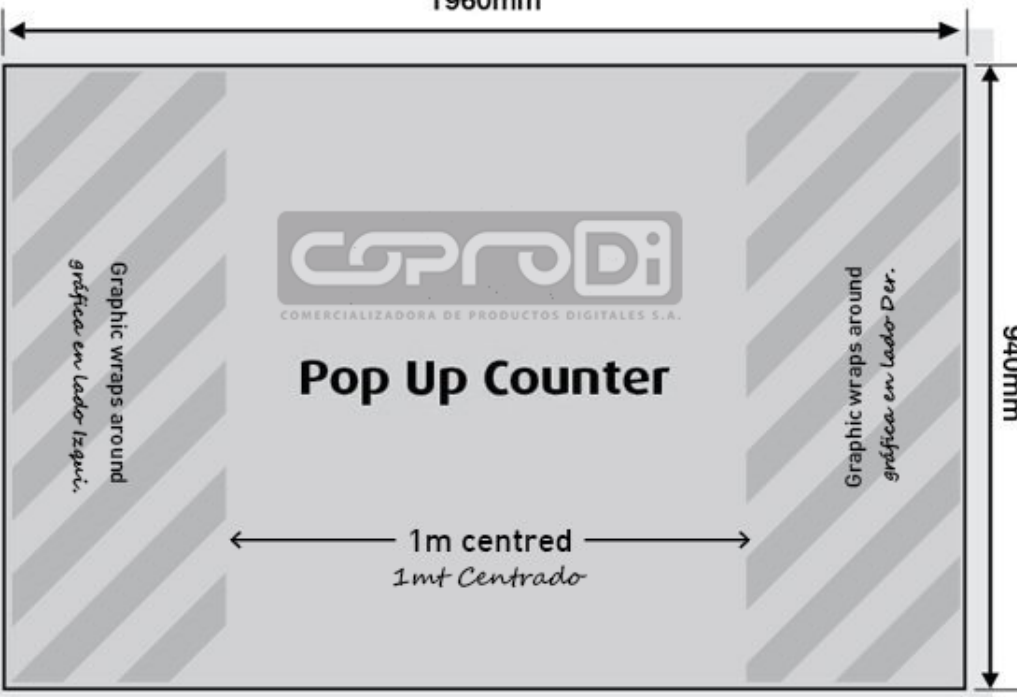 1960mm
COPRODi
COMERCIALIZADORA DE PRODUCTOS DIGITALES S.A.
Pop Up Counter
Graphic wraps around
gráfica en lado Izqui.
Graphic wraps around
gráfica en lado Der.
940mm
1m centred
1mt Centrado